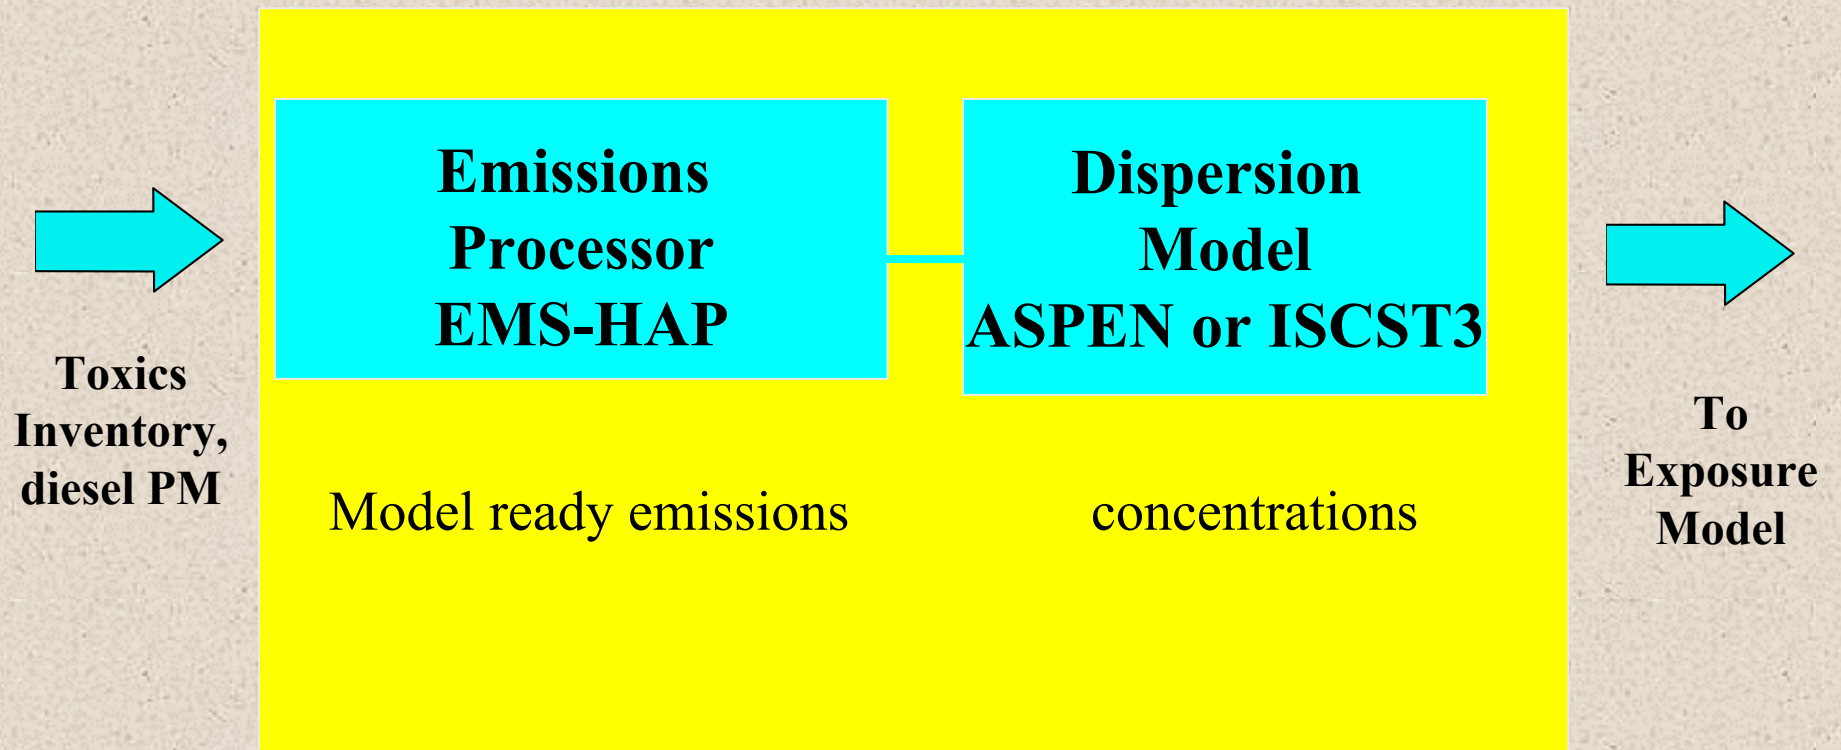 Toxics
Inventory,
diesel PM
Emissions
Processor
EMS-HAP
Model ready emissions
Dispersion
Model
ASPEN or ISCST3
concentrations
To
Exposure
Model